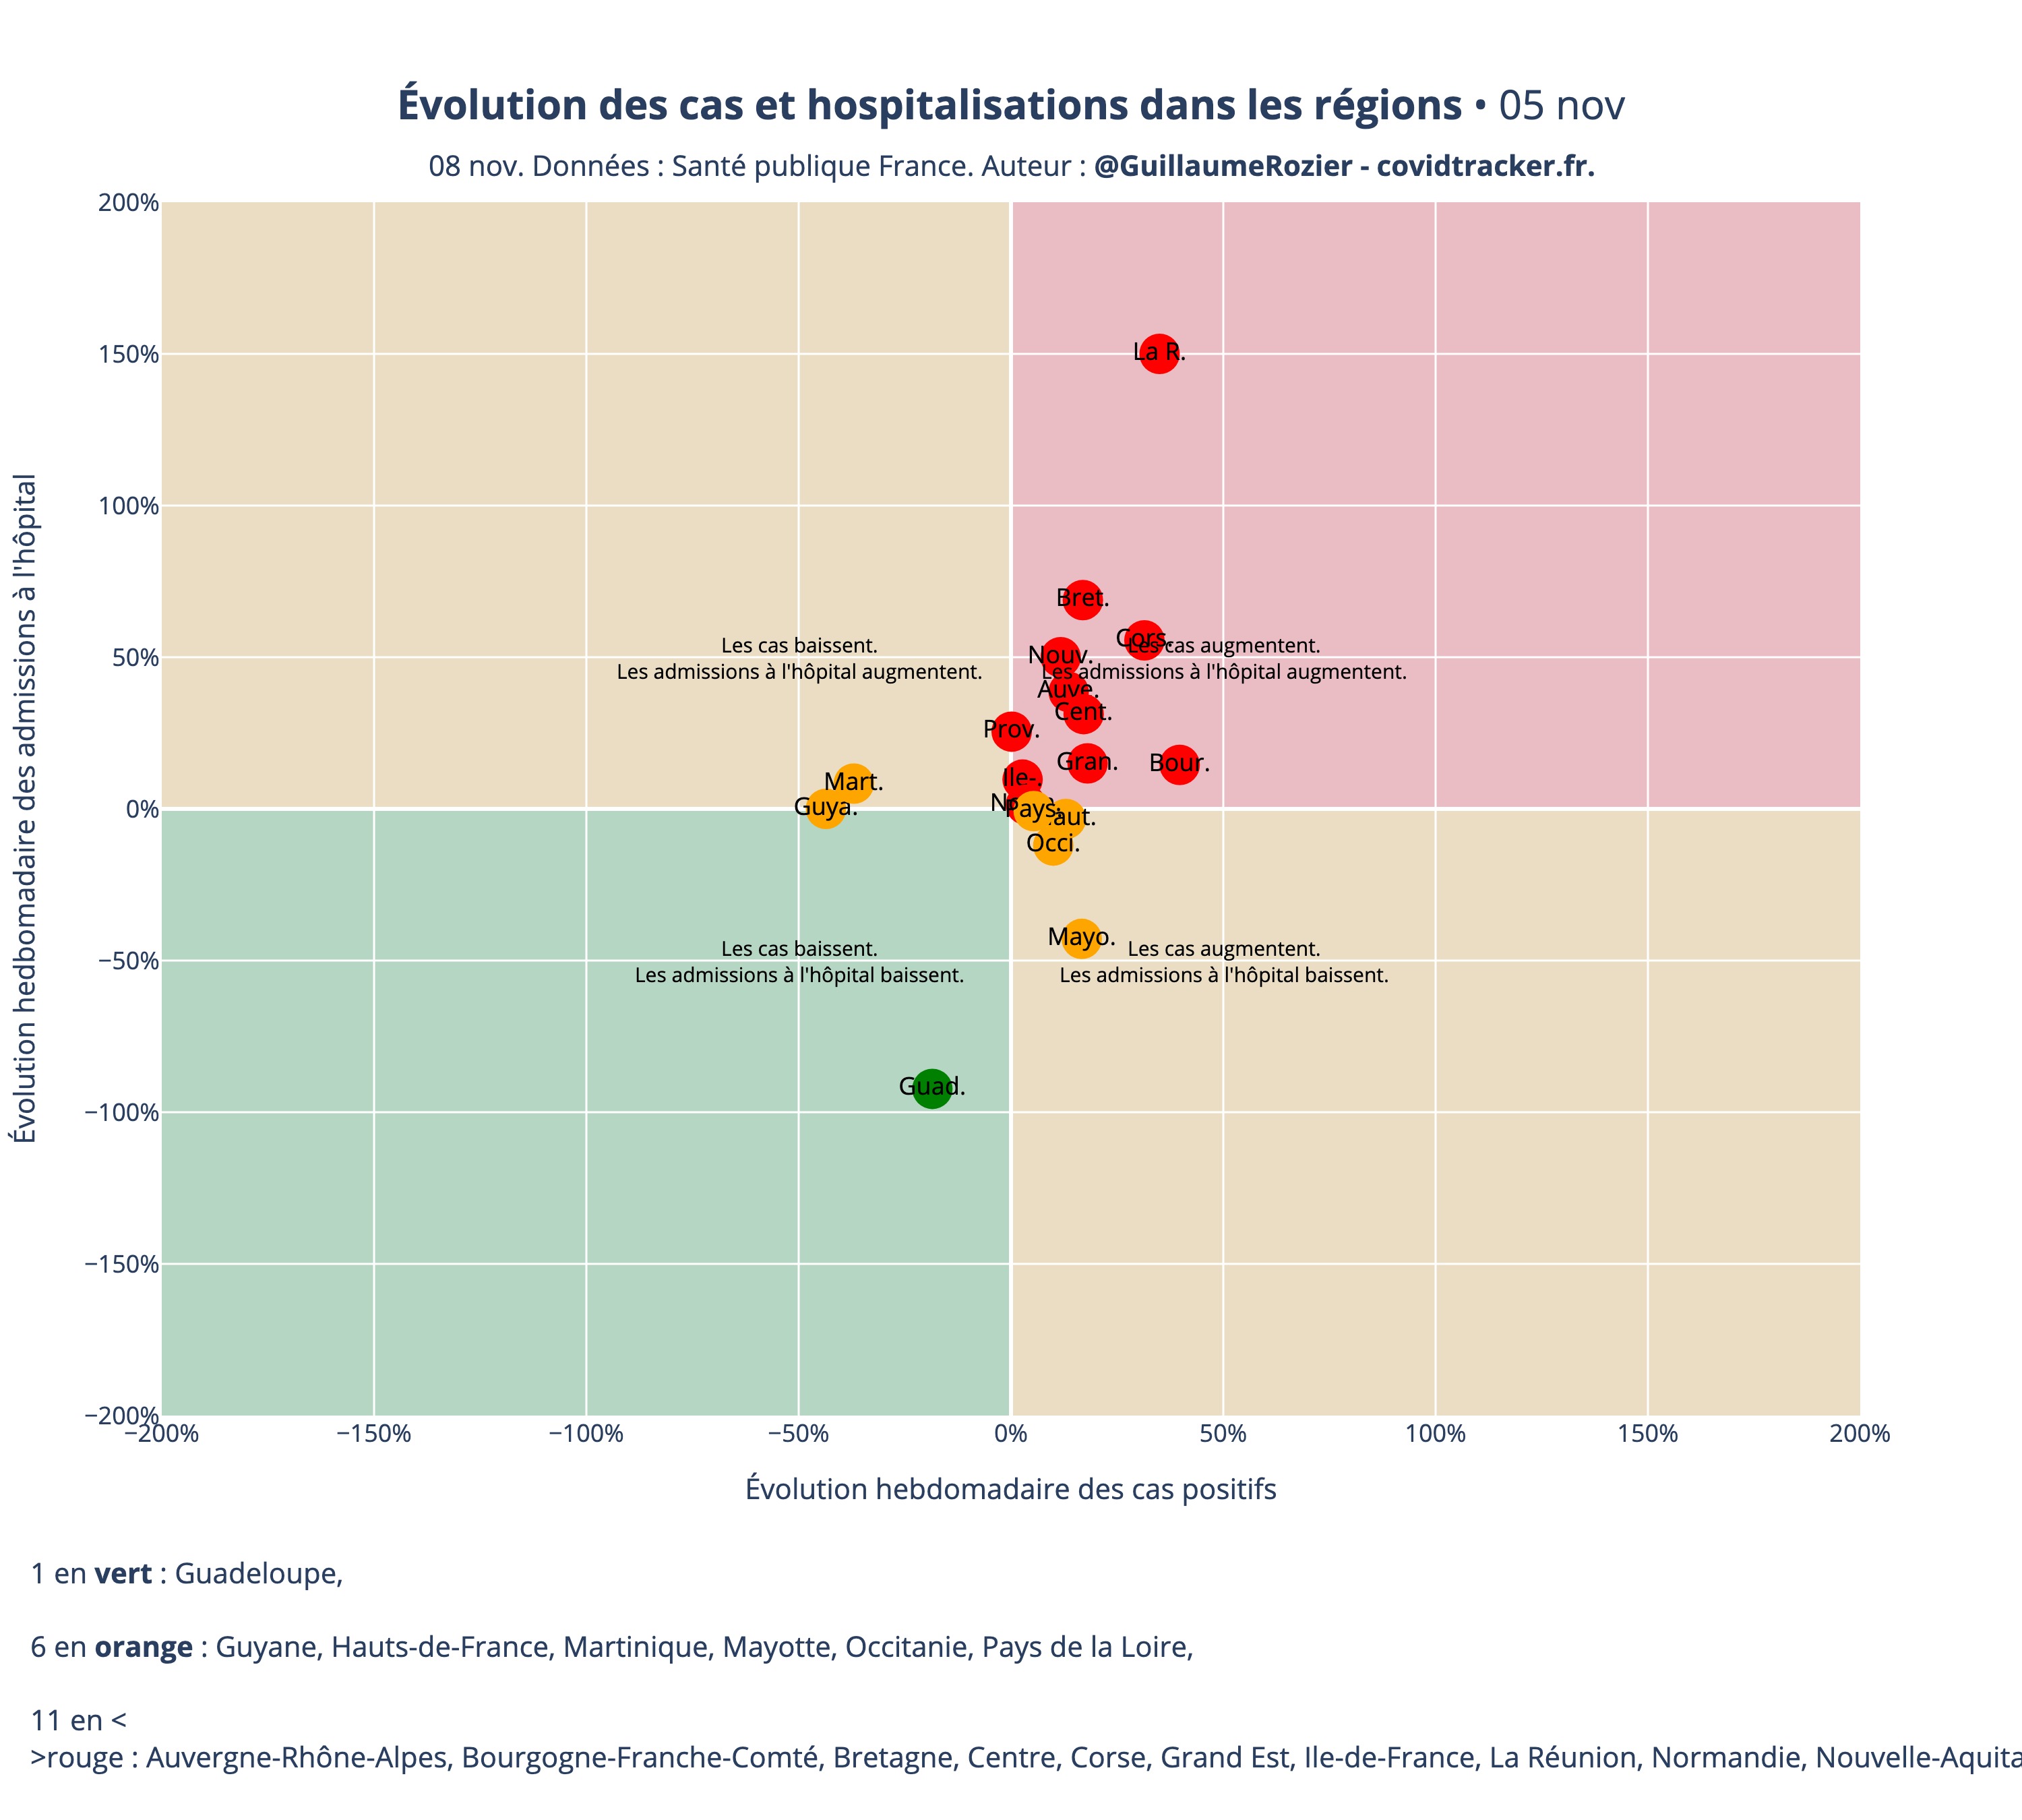 Évolution des cas et hospitalisations dans les régions • 05 nov
08 nov. Données : Santé publique France. Auteur : @GuillaumeRozier - covidtracker.fr.
Évolution hedbomadaire des admissions à l'hôpital
200%
150%
100%
50%
0%
−50%
−100%
−150%
−200%
La R.
Bret.
Cors.
Nouv.
Les cas baissent.
Les admissions à l'hôpital augmentent.
Les cas augmentent.
Les admissions à l'hôpital augmentent.
Auve.
Cent.
Prov.
Gran.
Bour.
Ile-.
Mart.
Guya.
Pays.
aut.
Occi.
Mayo.
Les cas baissent.
Les admissions à l'hôpital baissent.
Les cas augmentent.
Les admissions à l'hôpital baissent.
Guad.
−200%
−150%
−100%
−50%
0%
50%
100%
150%
200%
Évolution hebdomadaire des cas positifs
1 en vert : Guadeloupe,
6 en orange : Guyane, Hauts-de-France, Martinique, Mayotte, Occitanie, Pays de la Loire,
11 en <
>rouge : Auvergne-Rhône-Alpes, Bourgogne-Franche-Comté, Bretagne, Centre, Corse, Grand Est, Ile-de-France, La Réunion, Normandie, Nouvelle-Aquita